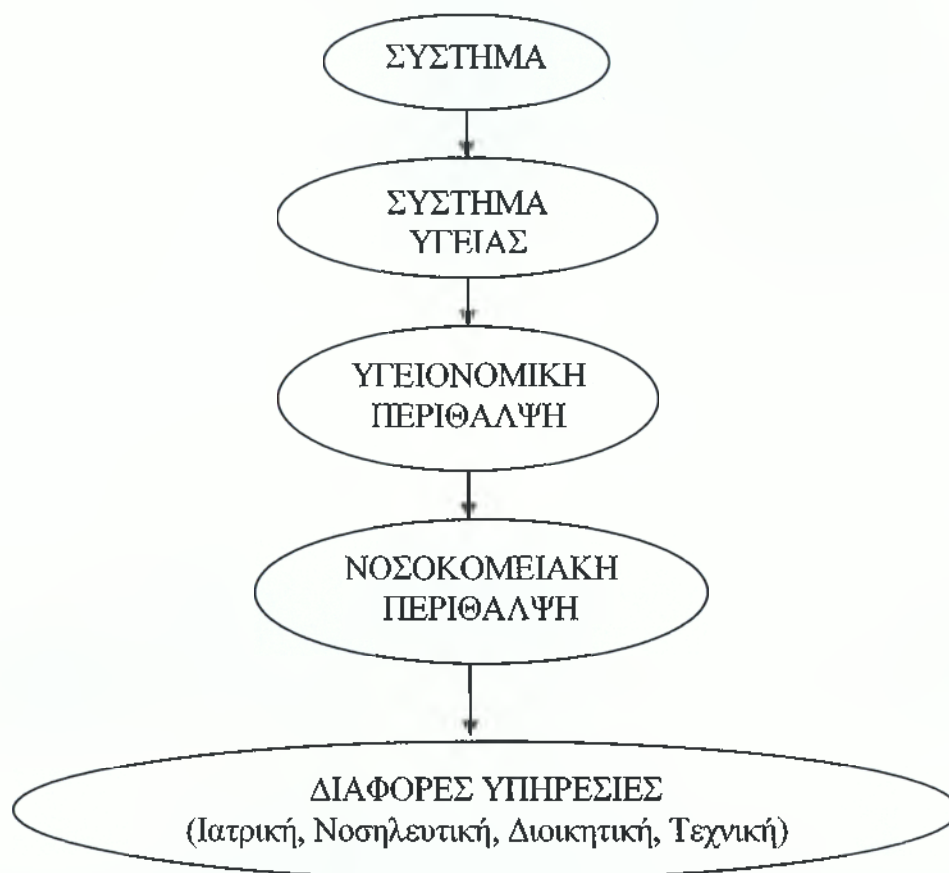 ΣΥΣΤΗΜΑ
ΣΥΣΤΗΜΑ
ΥΓΕΙΑΣ
ΥΓΕΙΟΝΟΜΙΚΗ
ΠΕΡΙΘΑΛΨΗ
ΝΟΣΟΚΟΜΕΙΑΚΗ
ΠΕΡΙΘΑΛΨΗ
ΔΙΑΦΟΡΕΣ ΥΠΗΡΕΣΙΕΣ
(Ιατρική, Νοσηλευτική, Διοικητική, Τεχνική)